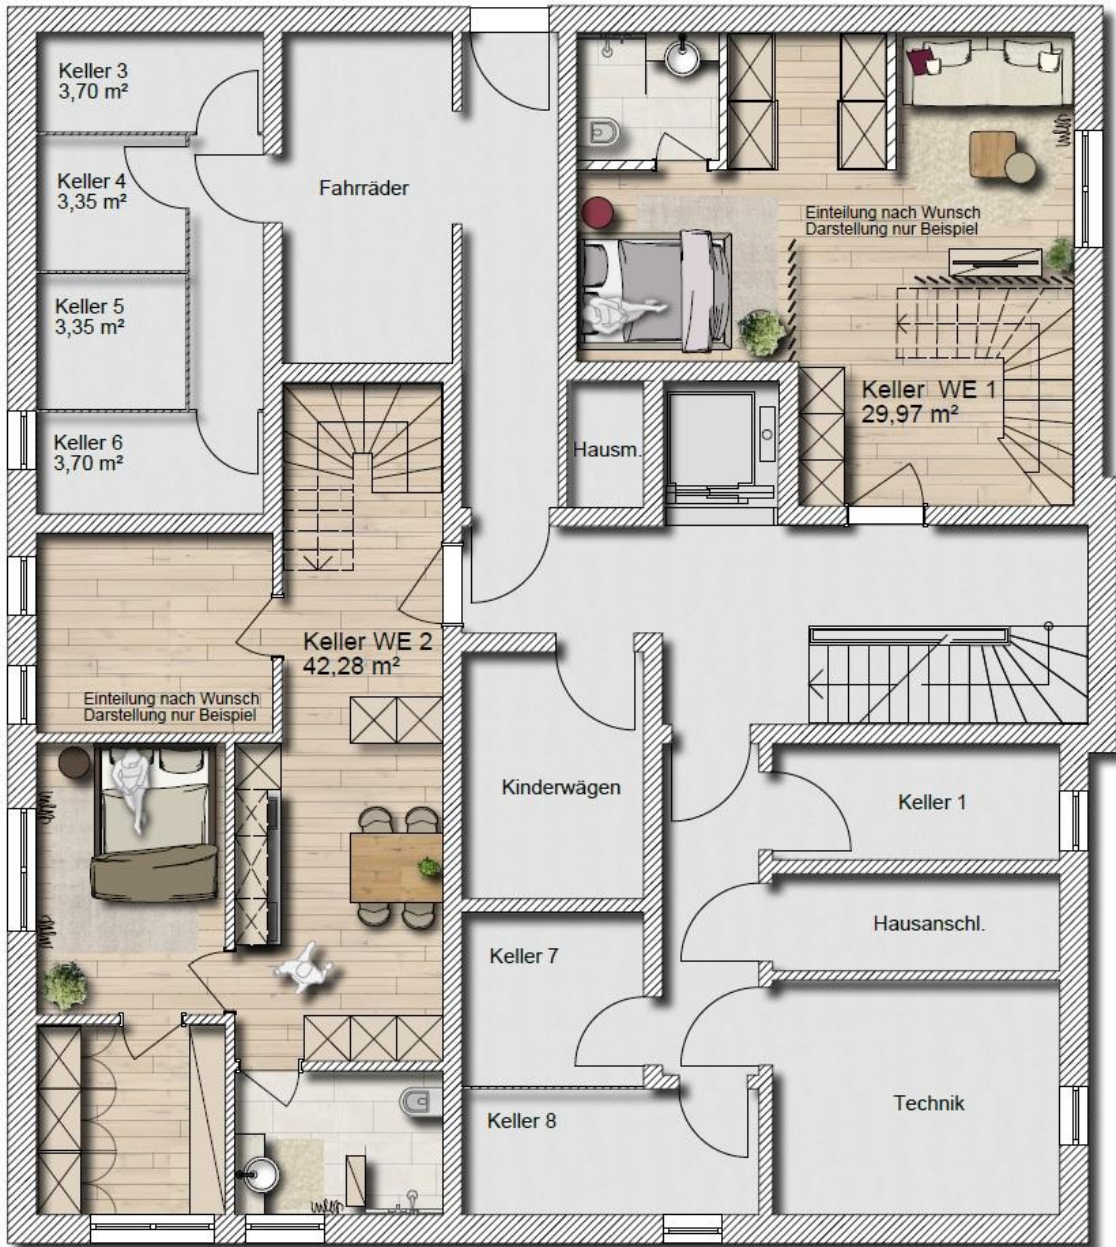 Keller 3
3,70 m²
Keller 4
3,35 m²
Fahrräder
Einteilung nach Wunsch
Darstellung nur Beispiel
Keller 5
3,35 m²
Keller WE 1
29,97 m²
Keller 6
3,70 m²
Hausm.
Keller WE 2
42,28 m²
Einteilung nach Wunsch
Darstellung nur Beispiel
Kinderwägen
Keller 1
Hausanschl.
Keller 7
Technik
Keller 8